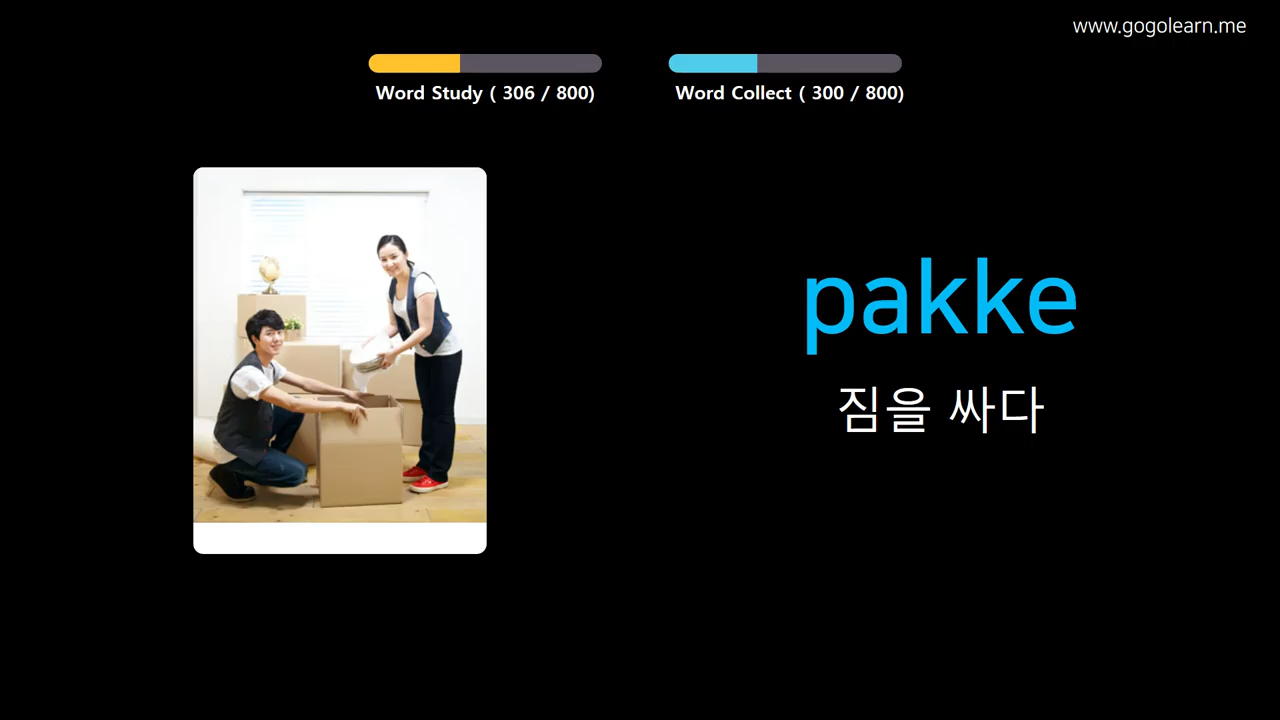 www.gogolearn.me
Word Study ( 306 / 800)
Word Collect ( 300 / 800)
pakke
짐을 싸다